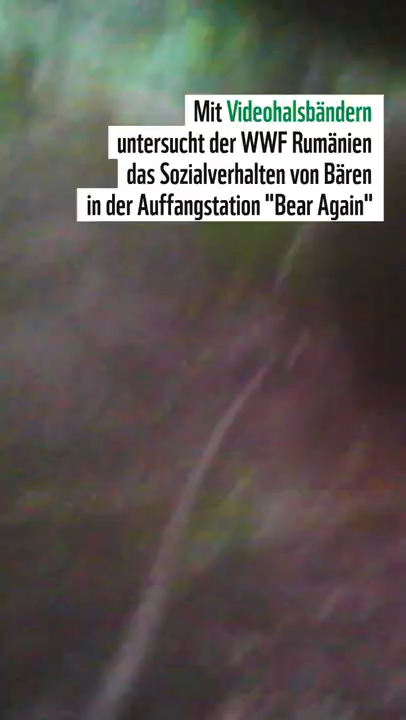 Mit Videohalsbändern
untersucht der WWF Rumänien
das Sozialverhalten von Bären
in der Auffangstation "Bear Again"